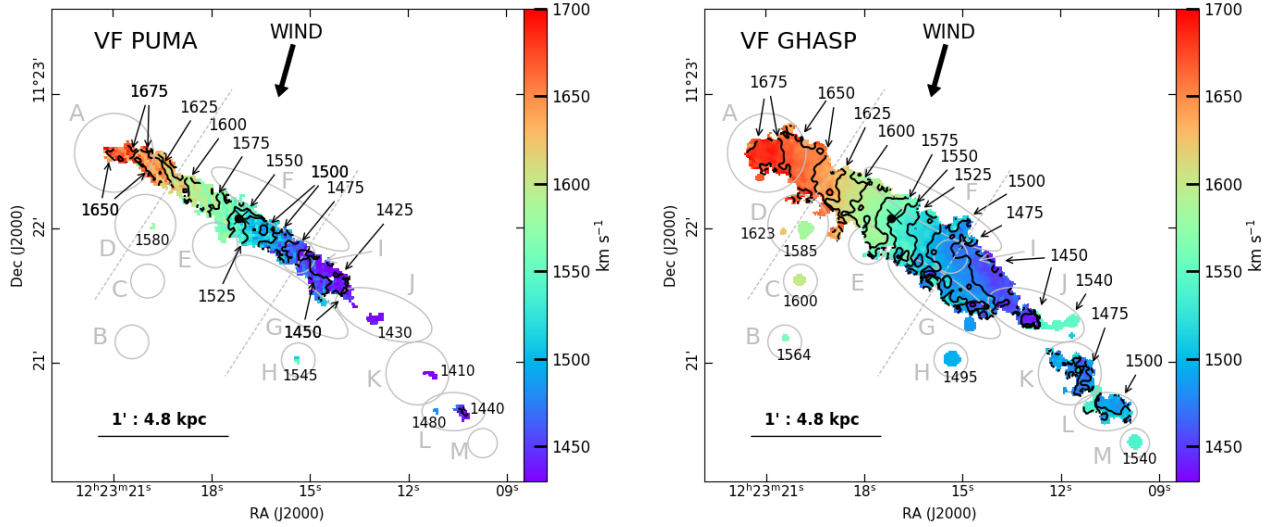 VF PUMA
WIND
1675
1625
1600
1575
1550
1500
1475
1425
1650
1580
1525
1450
1430
1410
1440
1480
1545
A
B
C
D
E
F
G
H
I
J
K
L
M
1' : 4.8 kpc
11°23'
22'
21'
Dec (J2000)
12ʰ23ᵐ21ˢ
18ˢ
15ˢ
12ˢ
09ˢ
RA (J2000)
1700
1650
1600
1550
1500
1450
km s⁻¹
VF GHASP
WIND
1675
1650
1625
1600
1575
1550
1525
1500
1475
1450
1540
1475
1500
1623
1585
1600
1564
1495
1540
A
B
C
D
E
F
G
H
I
J
K
L
M
1' : 4.8 kpc
11°23'
22'
21'
Dec (J2000)
12ʰ23ᵐ21ˢ
18ˢ
15ˢ
12ˢ
09ˢ
RA (J2000)
1700
1650
1600
1550
1500
1450
km s⁻¹